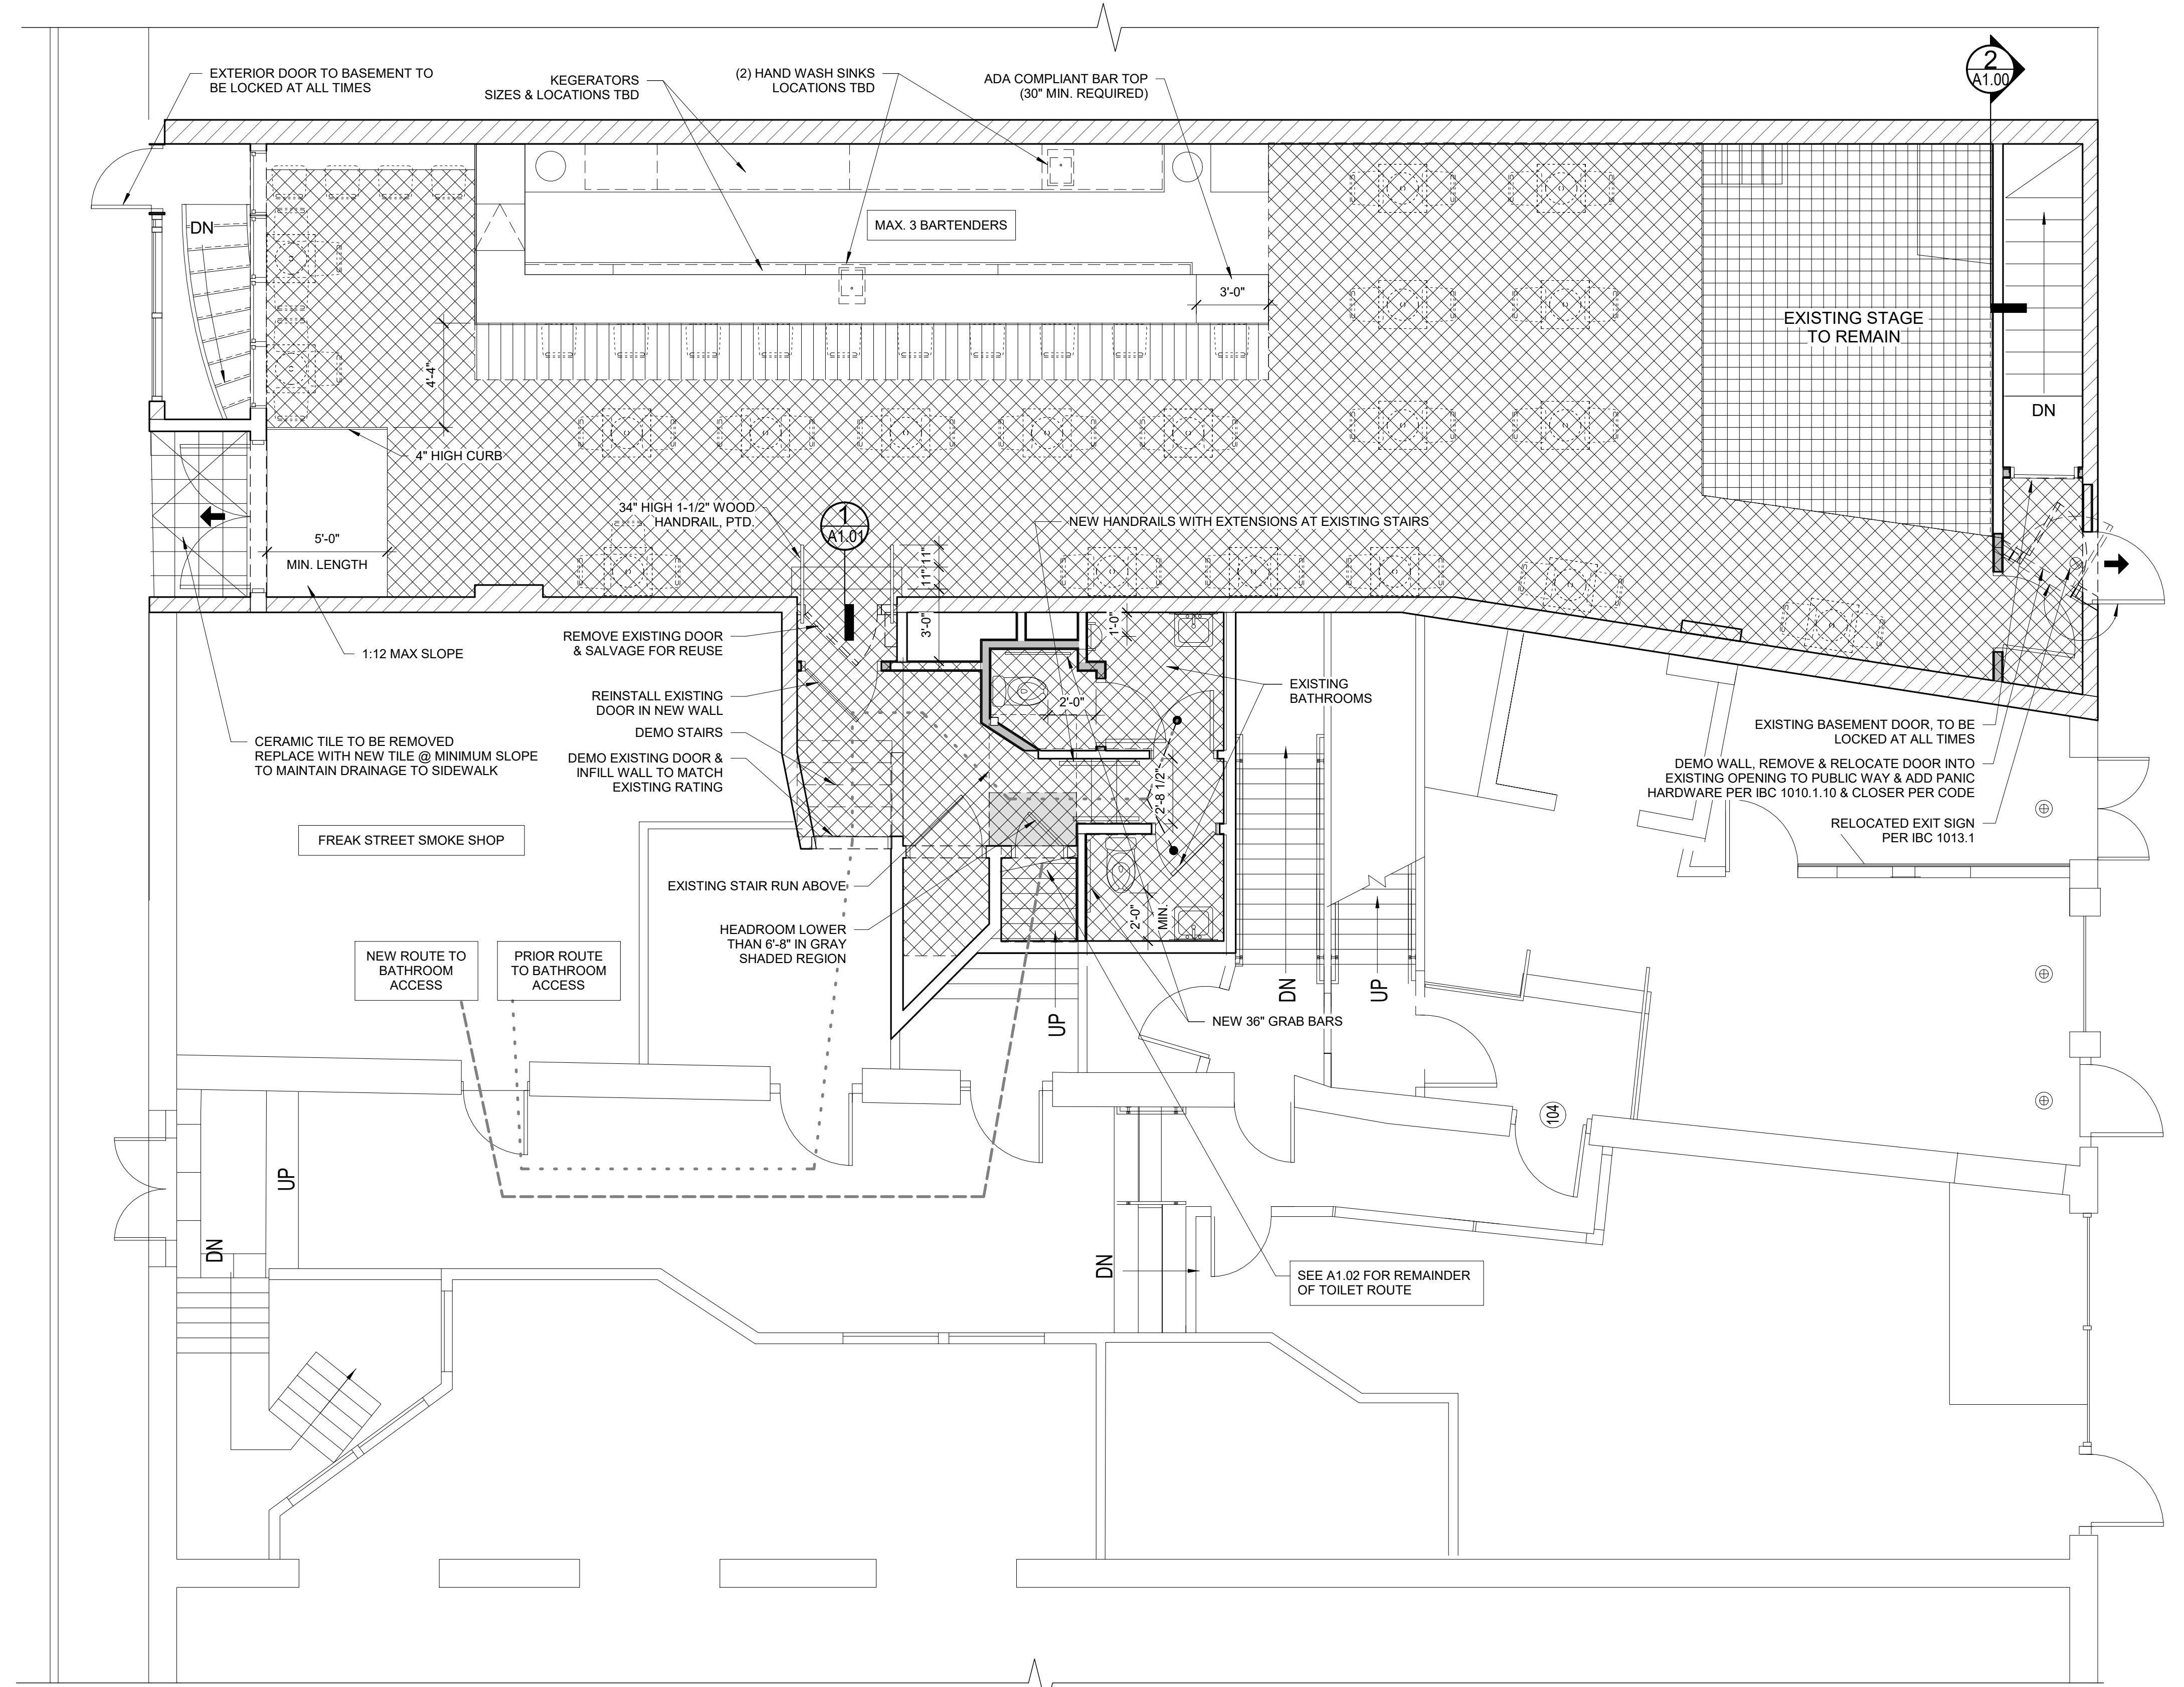 EXTERIOR DOOR TO BASEMENT TO
BE LOCKED AT ALL TIMES
KEGERATORS
SIZES & LOCATIONS TBD
(2) HAND WASH SINKS
LOCATIONS TBD
ADA COMPLIANT BAR TOP
(30" MIN. REQUIRED)
2
A1.00
DN
MAX. 3 BARTENDERS
3'-0"
EXISTING STAGE
TO REMAIN
4'-4"
DN
4" HIGH CURB
34" HIGH 1-1/2" WOOD
HANDRAIL, PTD.
1
A1.01
NEW HANDRAILS WITH EXTENSIONS AT EXISTING STAIRS
5'-0"
MIN. LENGTH
11"
11"
3'-0"
1'-0"
REMOVE EXISTING DOOR
& SALVAGE FOR REUSE
1:12 MAX SLOPE
REINSTALL EXISTING
DOOR IN NEW WALL
2'-0"
EXISTING
BATHROOMS
DEMO STAIRS
CERAMIC TILE TO BE REMOVED
REPLACE WITH NEW TILE @ MINIMUM SLOPE
TO MAINTAIN DRAINAGE TO SIDEWALK
DEMO EXISTING DOOR &
INFILL WALL TO MATCH
EXISTING RATING
2'-8 1/2"
EXISTING BASEMENT DOOR, TO BE
LOCKED AT ALL TIMES
DEMO WALL, REMOVE & RELOCATE DOOR INTO
EXISTING OPENING TO PUBLIC WAY & ADD PANIC
HARDWARE PER IBC 1010.1.10 & CLOSER PER CODE
RELOCATED EXIT SIGN
PER IBC 1013.1
FREAK STREET SMOKE SHOP
EXISTING STAIR RUN ABOVE
HEADROOM LOWER
THAN 6'-8" IN GRAY
SHADED REGION
2'-0"
MIN.
NEW ROUTE TO
BATHROOM
ACCESS
PRIOR ROUTE
TO BATHROOM
ACCESS
UP
DN
UP
NEW 36" GRAB BARS
104
UP
DN
DN
SEE A1.02 FOR REMAINDER
OF TOILET ROUTE